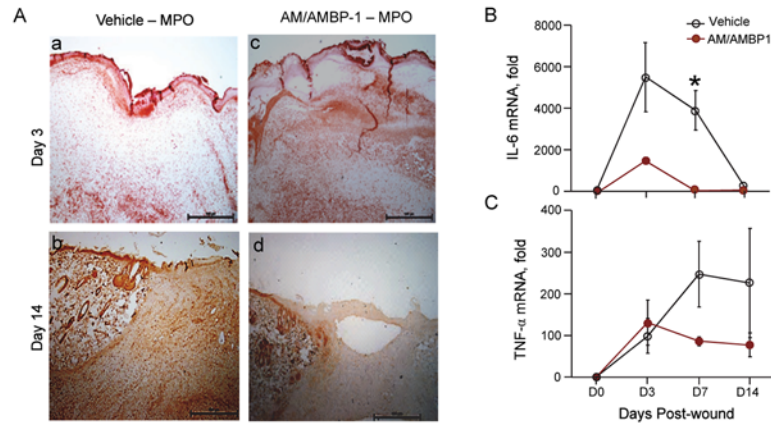 A
Vehicle – MPO
AM/AMBP-1 – MPO
Day 3
a
c
Day 14
b
d
B
Vehicle
AM/AMBP1
IL-6 mRNA, fold
8000
6000
4000
2000
0
*
C
TNF-α mRNA, fold
400
300
200
100
0
D0 D3 D7 D14
Days Post-wound